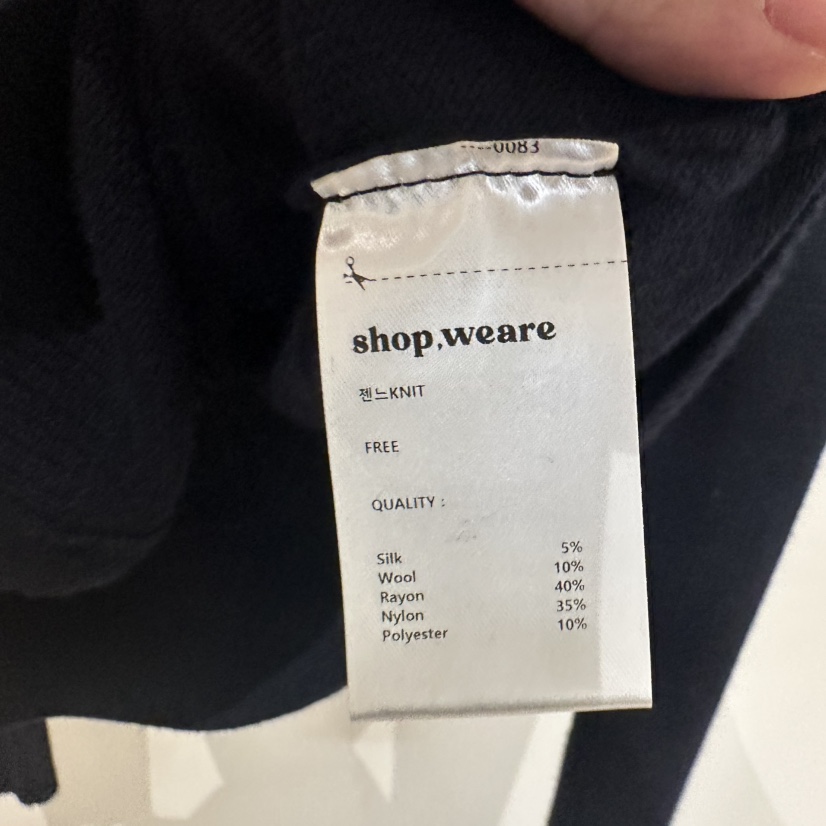 0083
shop,weare
젠느KNIT
FREE
QUALITY :
Silk 5%
Wool 10%
Rayon 40%
Nylon 35%
Polyester 10%